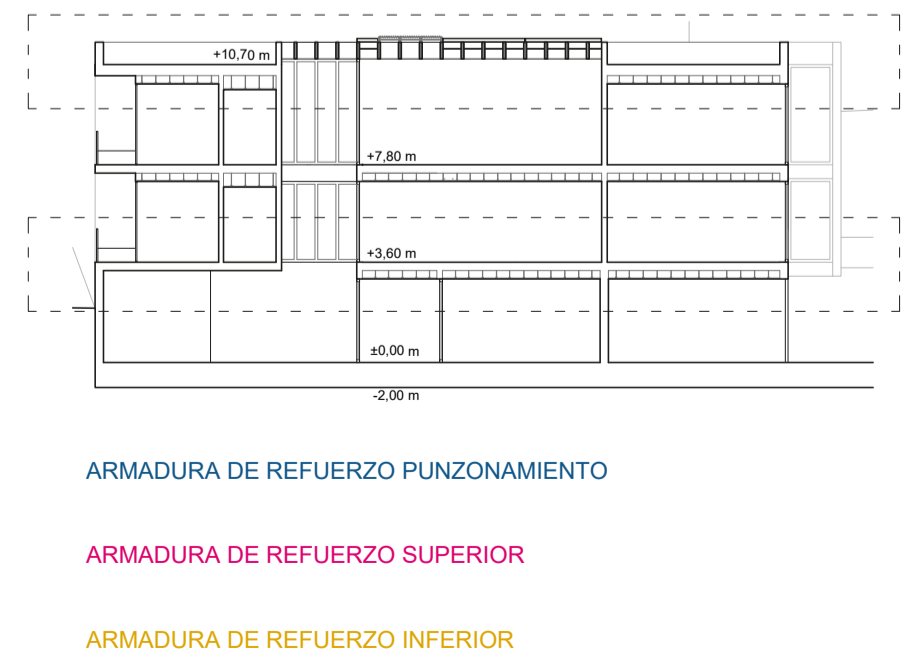 +10,70 m
+7,80 m
+3,60 m
±0,00 m
-2,00 m
ARMADURA DE REFUERZO PUNZONAMIENTO
ARMADURA DE REFUERZO SUPERIOR
ARMADURA DE REFUERZO INFERIOR